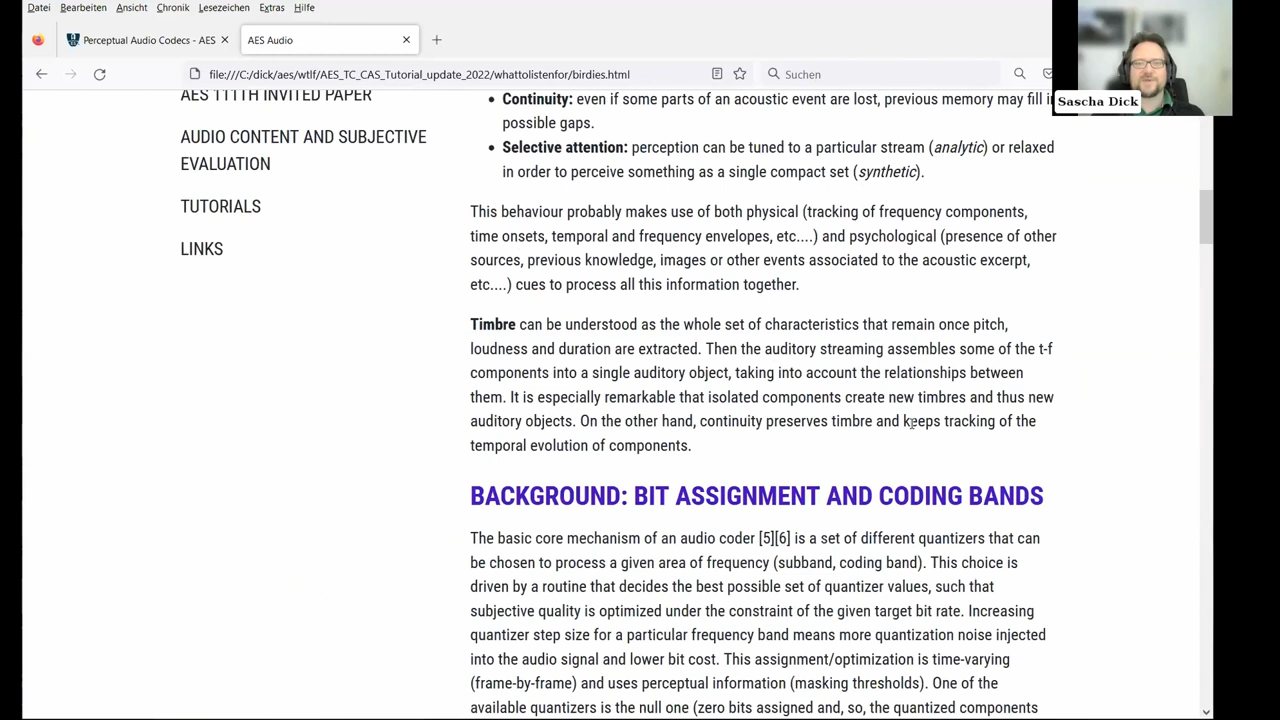 Datei Bearbeiten Ansicht Chronik Lesezeichen Extras Hilfe
Perceptual Audio Codecs - AES
AES Audio
file:///C:/dick/aes/wtlf/AES_TC_CAS_Tutorial_update_2022/whattolistenfor/birdies.html
Suchen
Sascha Dick
AES 111TH INVITED PAPER
AUDIO CONTENT AND SUBJECTIVE
EVALUATION
TUTORIALS
LINKS
• Continuity: even if some parts of an acoustic event are lost, previous memory may fill in
possible gaps.
• Selective attention: perception can be tuned to a particular stream (analytic) or relaxed
in order to perceive something as a single compact set (synthetic).
This behaviour probably makes use of both physical (tracking of frequency components,
time onsets, temporal and frequency envelopes, etc....) and psychological (presence of other
sources, previous knowledge, images or other events associated to the acoustic excerpt,
etc....) cues to process all this information together.
Timbre can be understood as the whole set of characteristics that remain once pitch,
loudness and duration are extracted. Then the auditory streaming assembles some of the t-f
components into a single auditory object, taking into account the relationships between
them. It is especially remarkable that isolated components create new timbres and thus new
auditory objects. On the other hand, continuity preserves timbre and keeps tracking of the
temporal evolution of components.
BACKGROUND: BIT ASSIGNMENT AND CODING BANDS
The basic core mechanism of an audio coder [5][6] is a set of different quantizers that can
be chosen to process a given area of frequency (subband, coding band). This choice is
driven by a routine that decides the best possible set of quantizer values, such that
subjective quality is optimized under the constraint of the given target bit rate. Increasing
quantizer step size for a particular frequency band means more quantization noise injected
into the audio signal and lower bit cost. This assignment/optimization is time-varying
(frame-by-frame) and uses perceptual information (masking thresholds). One of the
available quantizers is the null one (zero bits assigned and, so, the quantized components